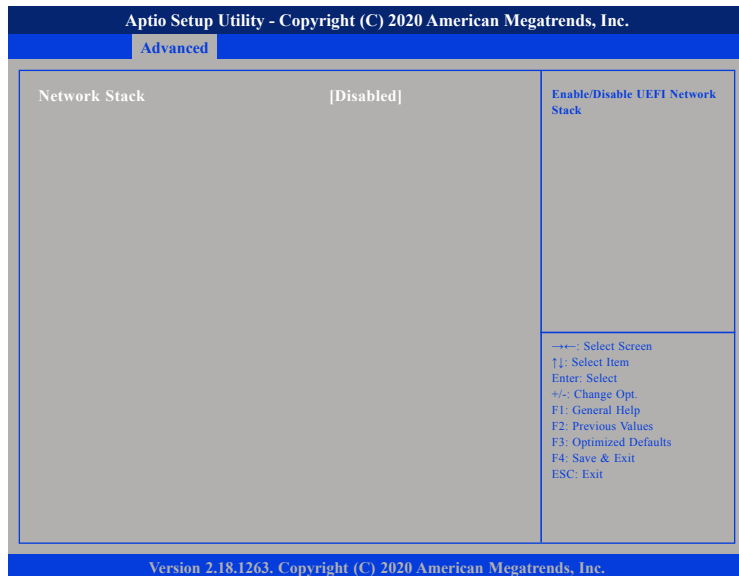 Aptio Setup Utility - Copyright (C) 2020 American Megatrends, Inc.
Advanced
Network Stack [Disabled]
Enable/Disable UEFI Network
Stack
→←: Select Screen
↑↓: Select Item
Enter: Select
+/-: Change Opt.
F1: General Help
F2: Previous Values
F3: Optimized Defaults
F4: Save & Exit
ESC: Exit
Version 2.18.1263. Copyright (C) 2020 American Megatrends, Inc.